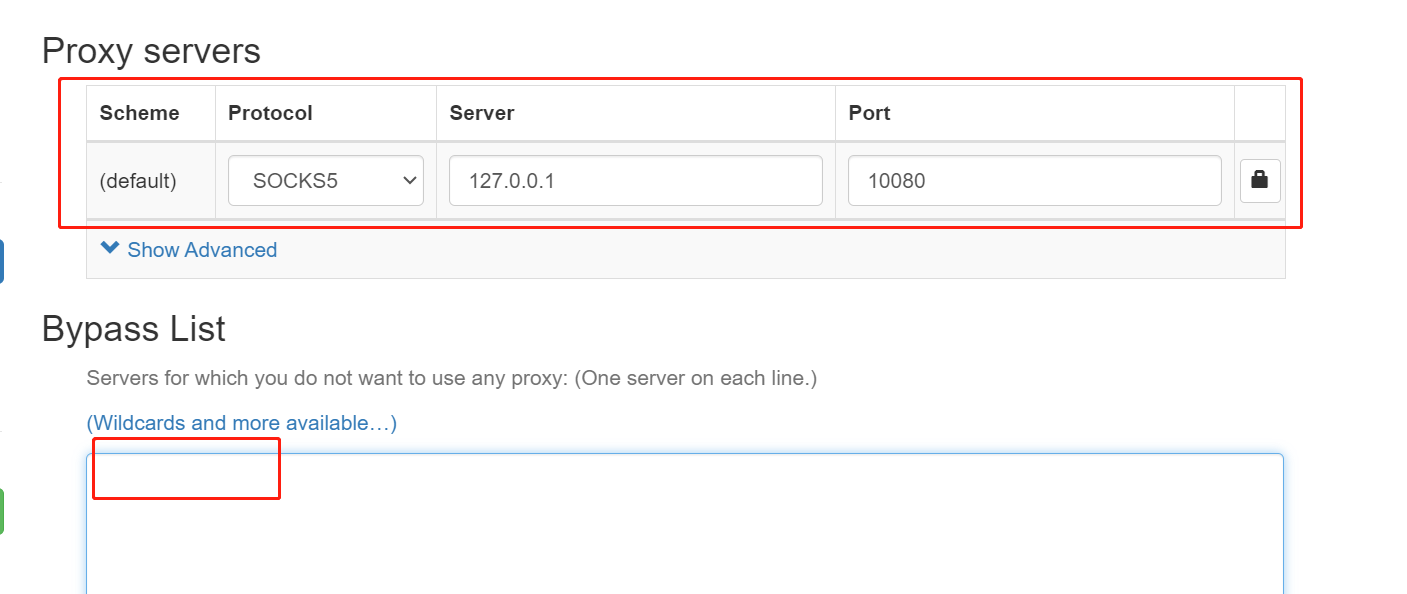 Proxy servers
Scheme Protocol Server Port
(default) SOCKS5 127.0.0.1 10080
Show Advanced
Bypass List
Servers for which you do not want to use any proxy: (One server on each line.)
(Wildcards and more available…)